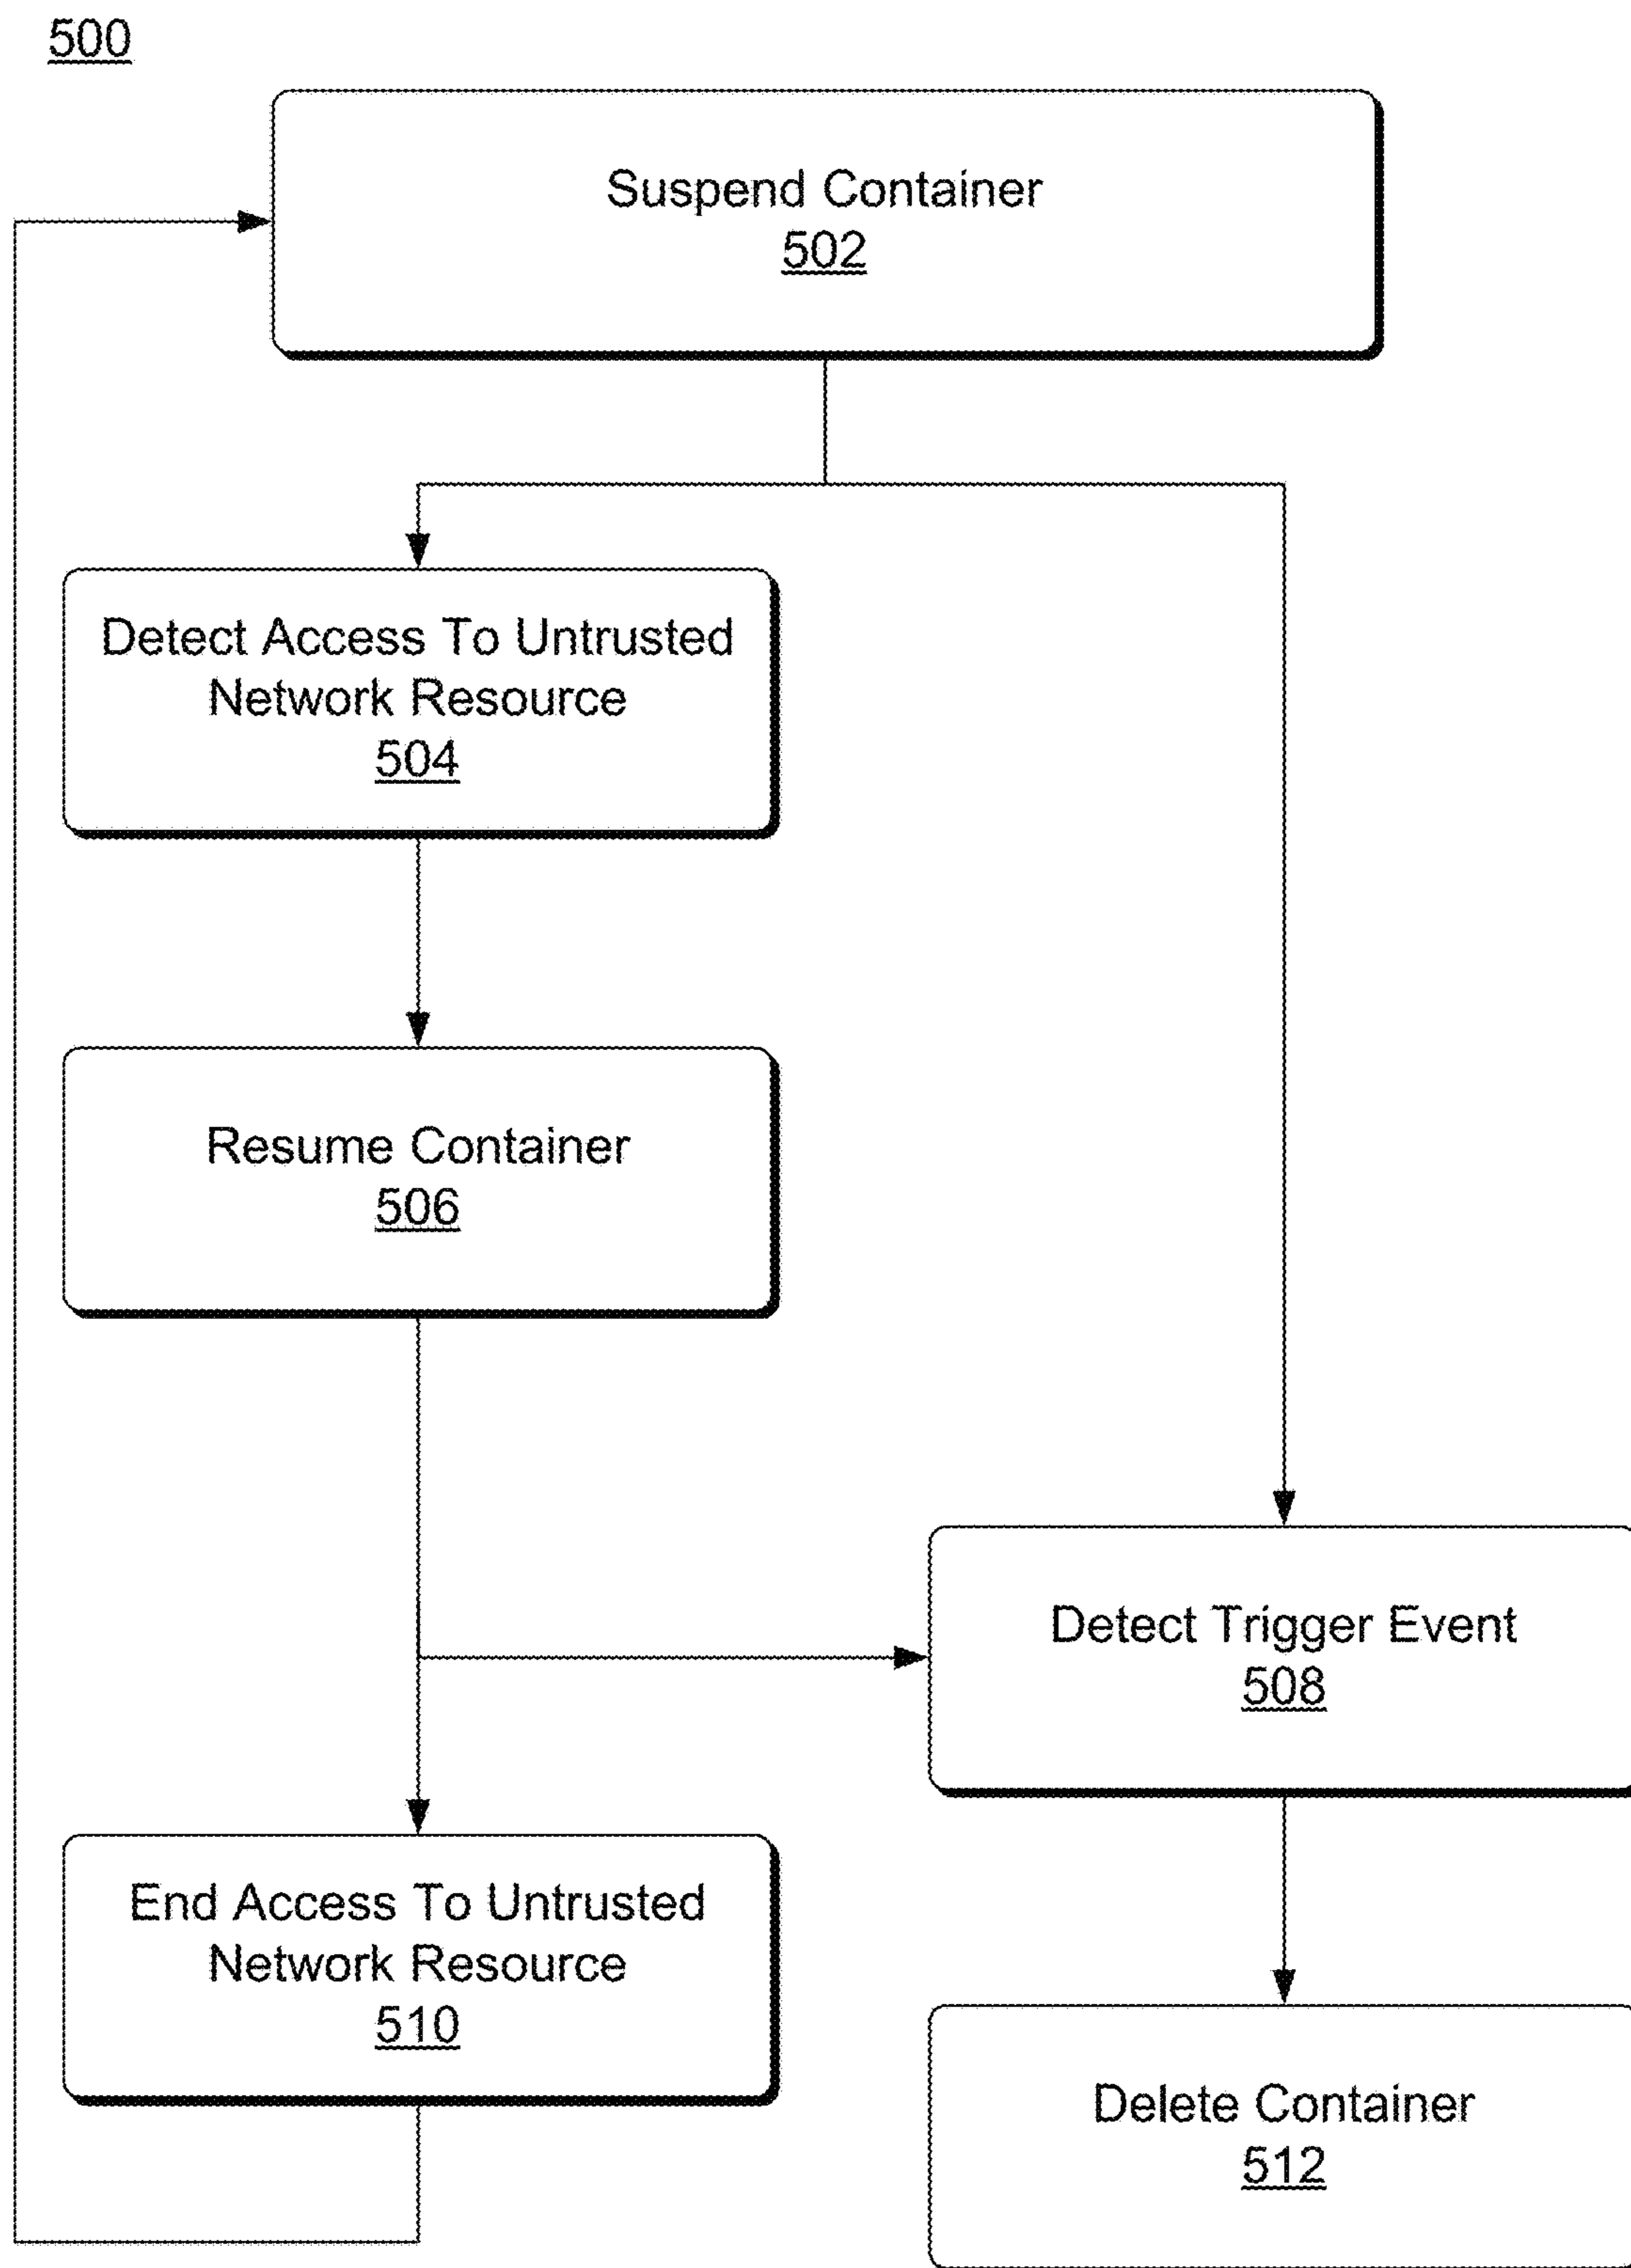 500
Suspend Container
502
Detect Access To Untrusted
Network Resource
504
Resume Container
506
Detect Trigger Event
508
End Access To Untrusted
Network Resource
510
Delete Container
512